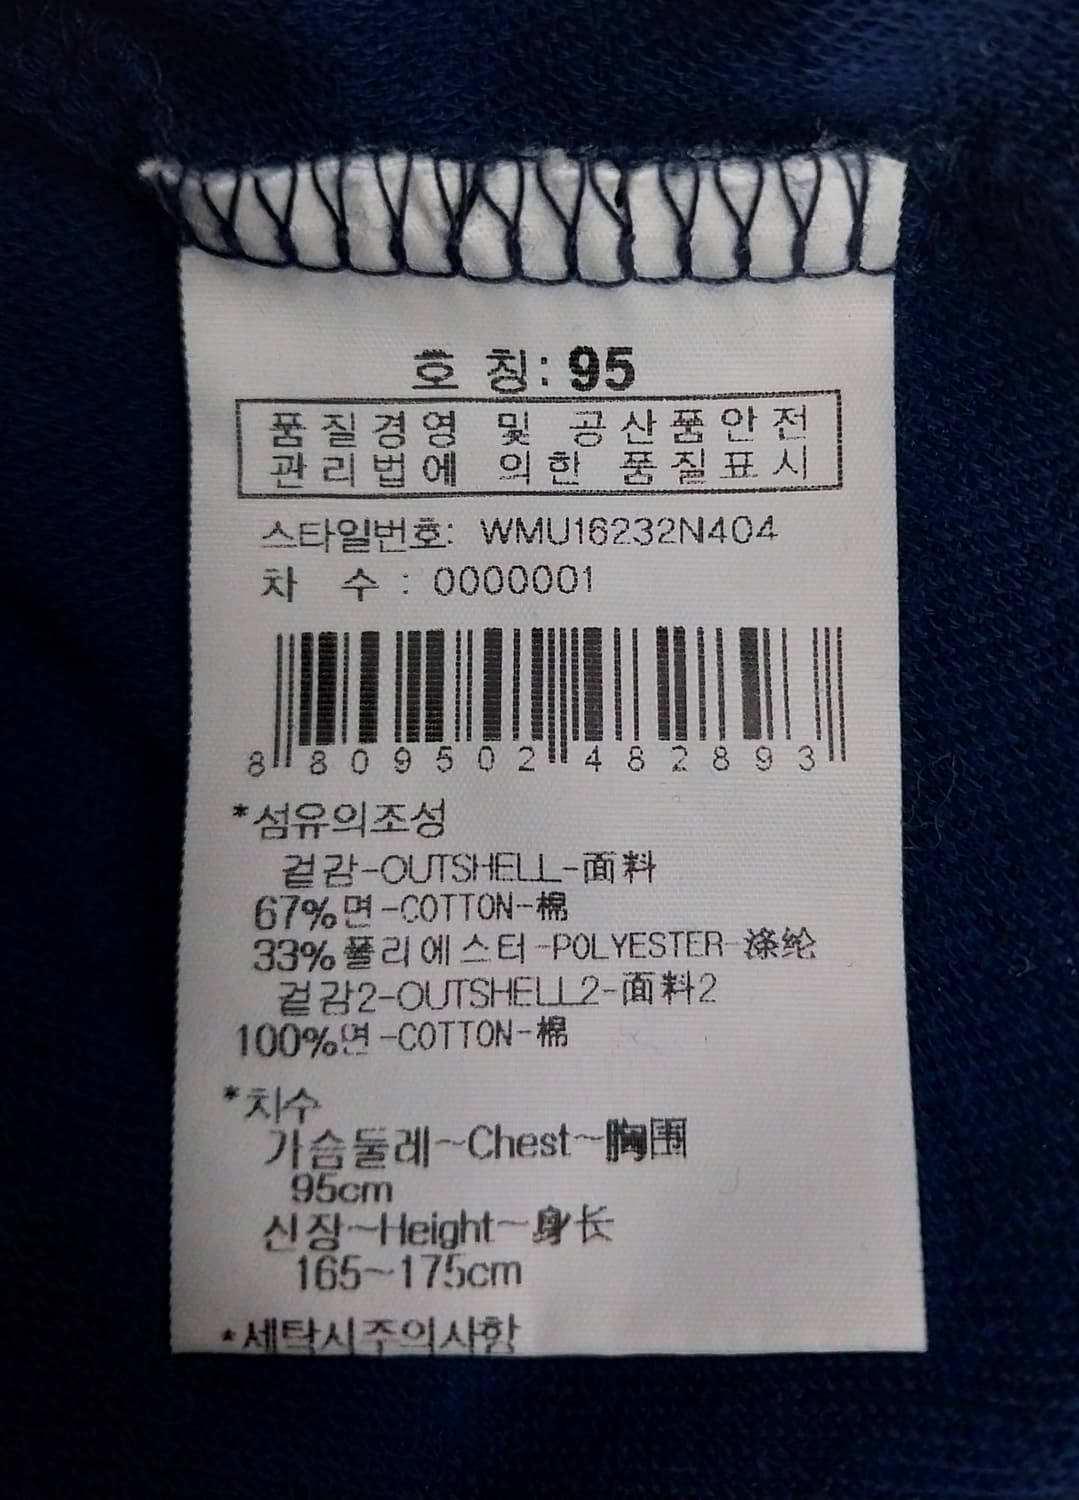 호 칭: 95
품질경영 및 공산품안전
관리법에 의한 품질표시
스타일번호: WMU16232N404
차 수 : 0000001
8 809502 482893
*섬유의조성
겉감-OUTSHELL-面料
67%면-COTTON-棉
33%폴리에스터-POLYESTER-涤纶
겉감2-OUTSHELL2-面料2
100%면-COTTON-棉
*치수
가슴둘레~Chest~胸围
95cm
신장~Height~身长
165~175cm
*세탁시주의사항